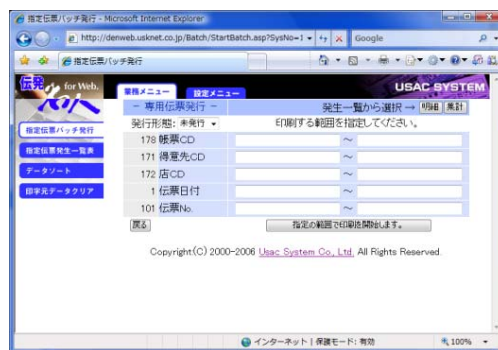 指定伝票バッチ発行 - Microsoft Internet Explorer
http://denweb.usknet.co.jp/Batch/StartBatch.asp?SysNo=1
Google
指定伝票バッチ発行
伝発 for Web.
業務メニュー 設定メニュー
USAC SYSTEM
指定伝票バッチ発行
指定伝票発生一覧表
データソート
印字元データクリア
- 専用伝票発行 - 発生一覧から選択 → 明細 集計
発行形態: 未発行 印刷する範囲を指定してください。
178 帳票CD ～
171 得意先CD ～
172 店CD ～
1 伝票日付 ～
101 伝票No. ～
戻る 指定の範囲で印刷を開始します。
Copyright(C) 2000-2006 Usac System Co., Ltd. All Rights Reserved.
インターネット | 保護モード: 有効 100%